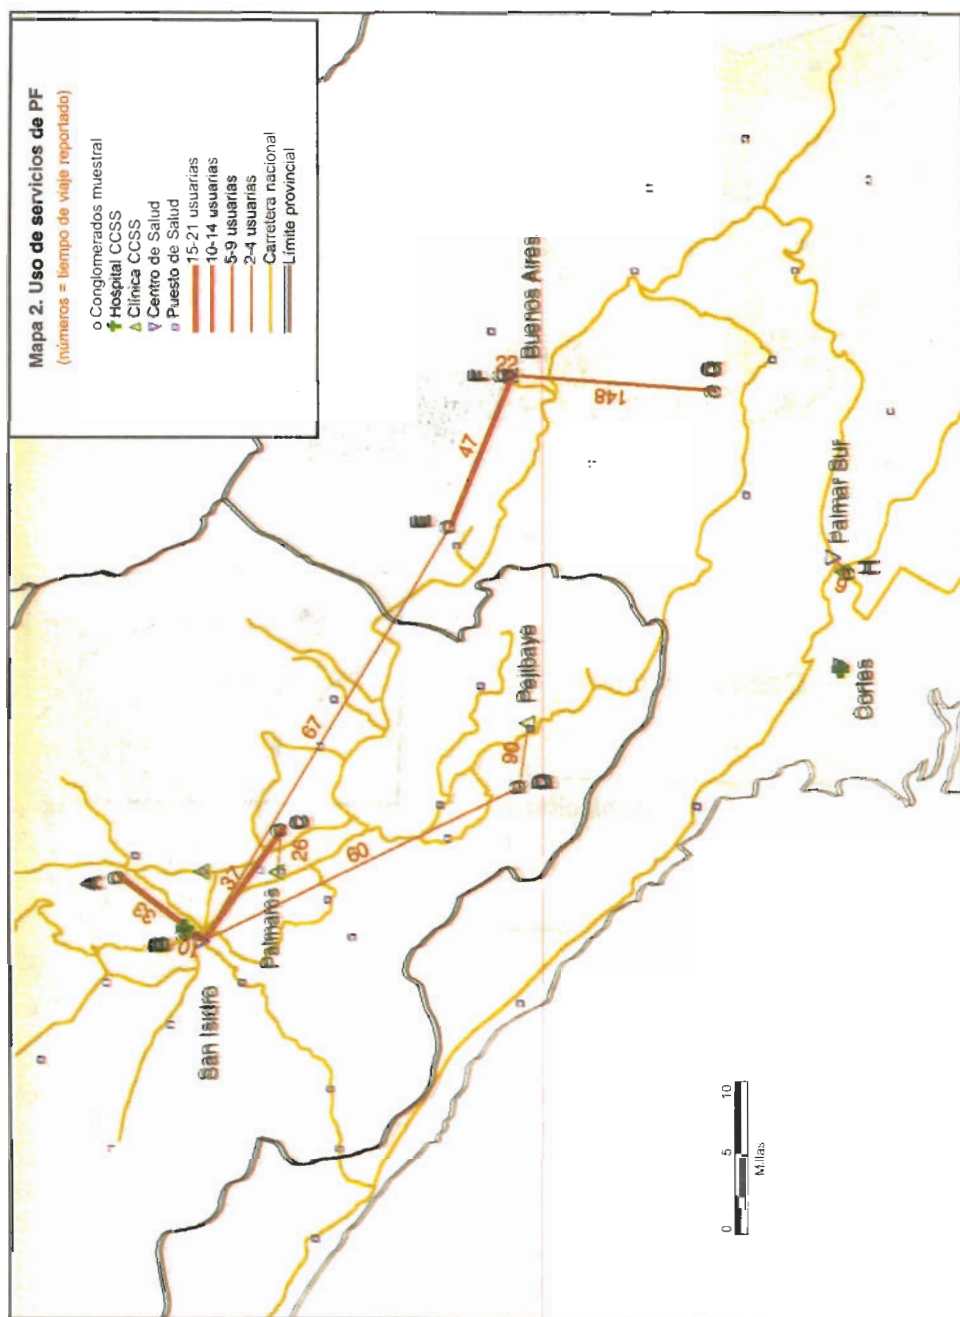 Mapa 2. Uso de servicios de PF
(números = tiempo de viaje reportado)
Conglomerados muestral
Hospital CCSS
Clínica CCSS
Centro de Salud
Puesto de Salud
15-21 usuarias
10-14 usuarias
5-9 usuarias
2-4 usuarias
Carretera nacional
Límite provincial
A
33
B
San Isidro
37
C
26
Palmares
67
60
D
90
Pejibaye
E
47
F
22
Buenos Aires
148
G
Palmar Sur
H
Cortes
0 5 10
Millas